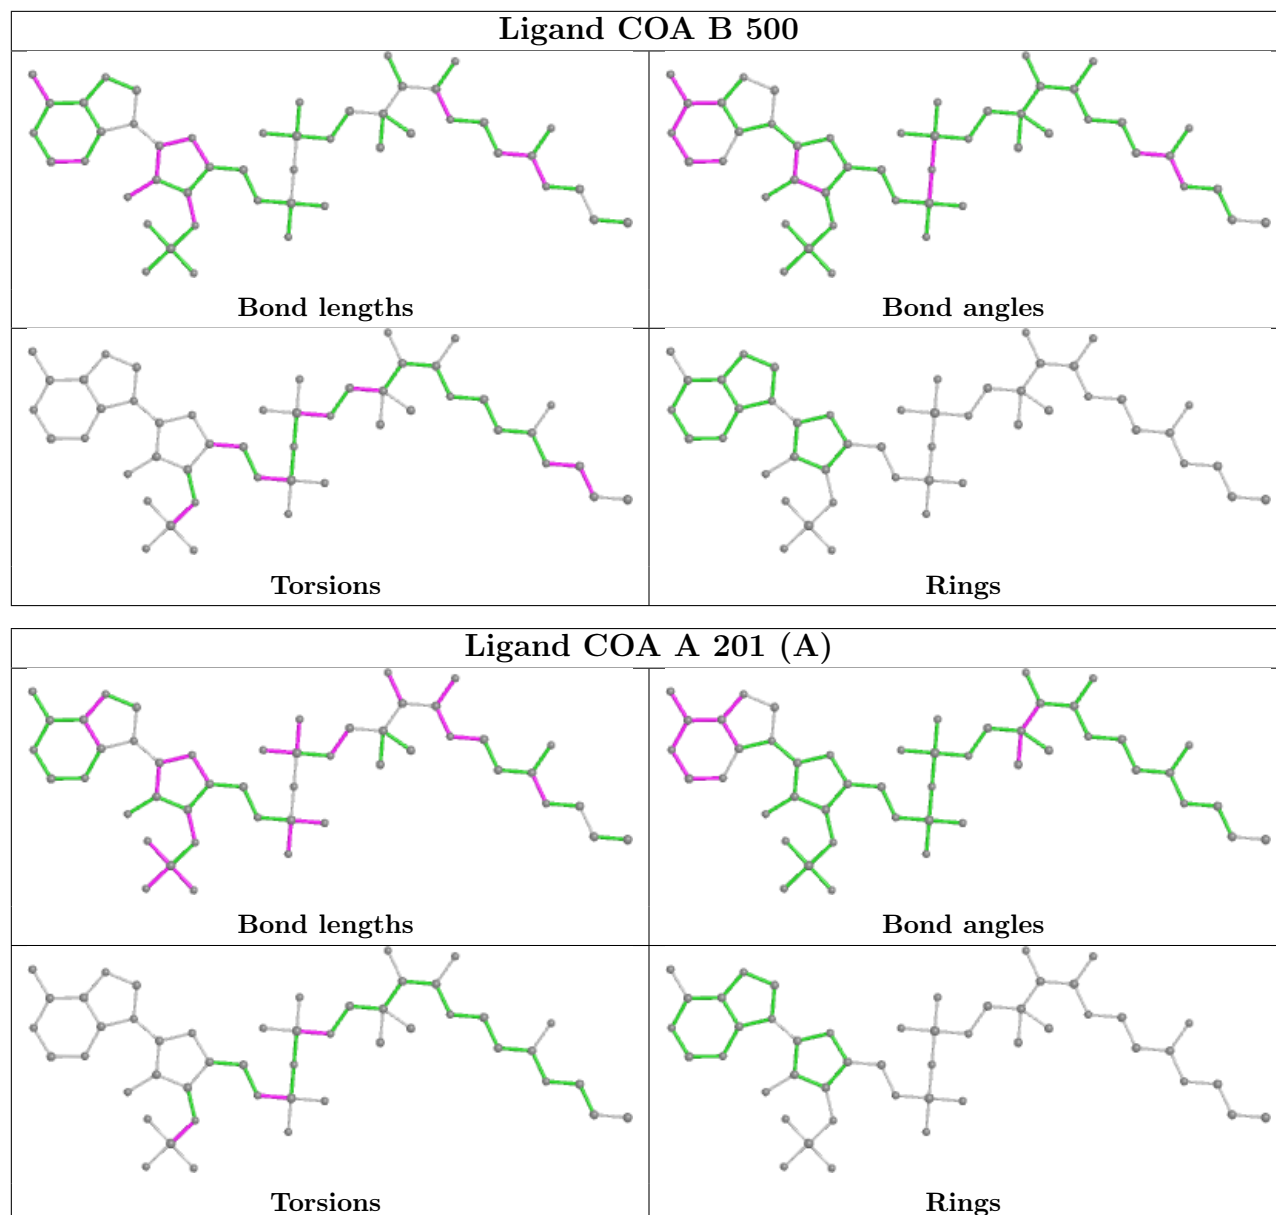 Ligand COA B 500
Bond lengths
Bond angles
Torsions
Rings
Ligand COA A 201 (A)
Bond lengths
Bond angles
Torsions
Rings